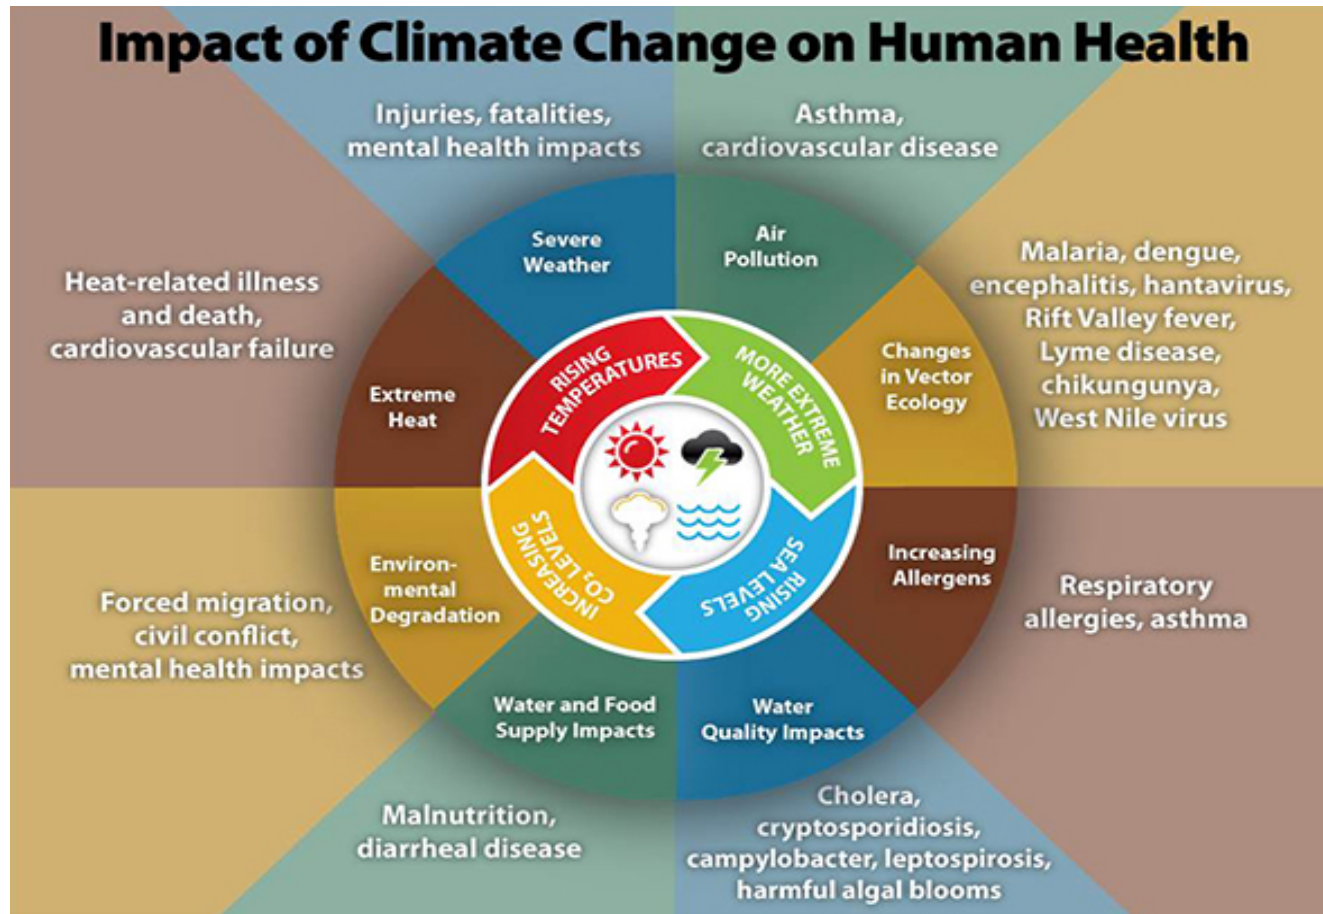 Impact of Climate Change on Human Health
Injuries, fatalities,
mental health impacts
Asthma,
cardiovascular disease
Severe
Weather
Air
Pollution
Heat-related illness
and death,
cardiovascular failure
Extreme
Heat
Malaria, dengue,
encephalitis, hantavirus,
Rift Valley fever,
Lyme disease,
chikungunya,
West Nile virus
Changes
in Vector
Ecology
RISING
TEMPERATURES
MORE EXTREME
WEATHER
INCREASING
CO₂ LEVELS
RISING
SEA LEVELS
Forced migration,
civil conflict,
mental health impacts
Environ-
mental
Degradation
Increasing
Allergens
Respiratory
allergies, asthma
Water and Food
Supply Impacts
Water
Quality Impacts
Malnutrition,
diarrheal disease
Cholera,
cryptosporidiosis,
campylobacter, leptospirosis,
harmful algal blooms